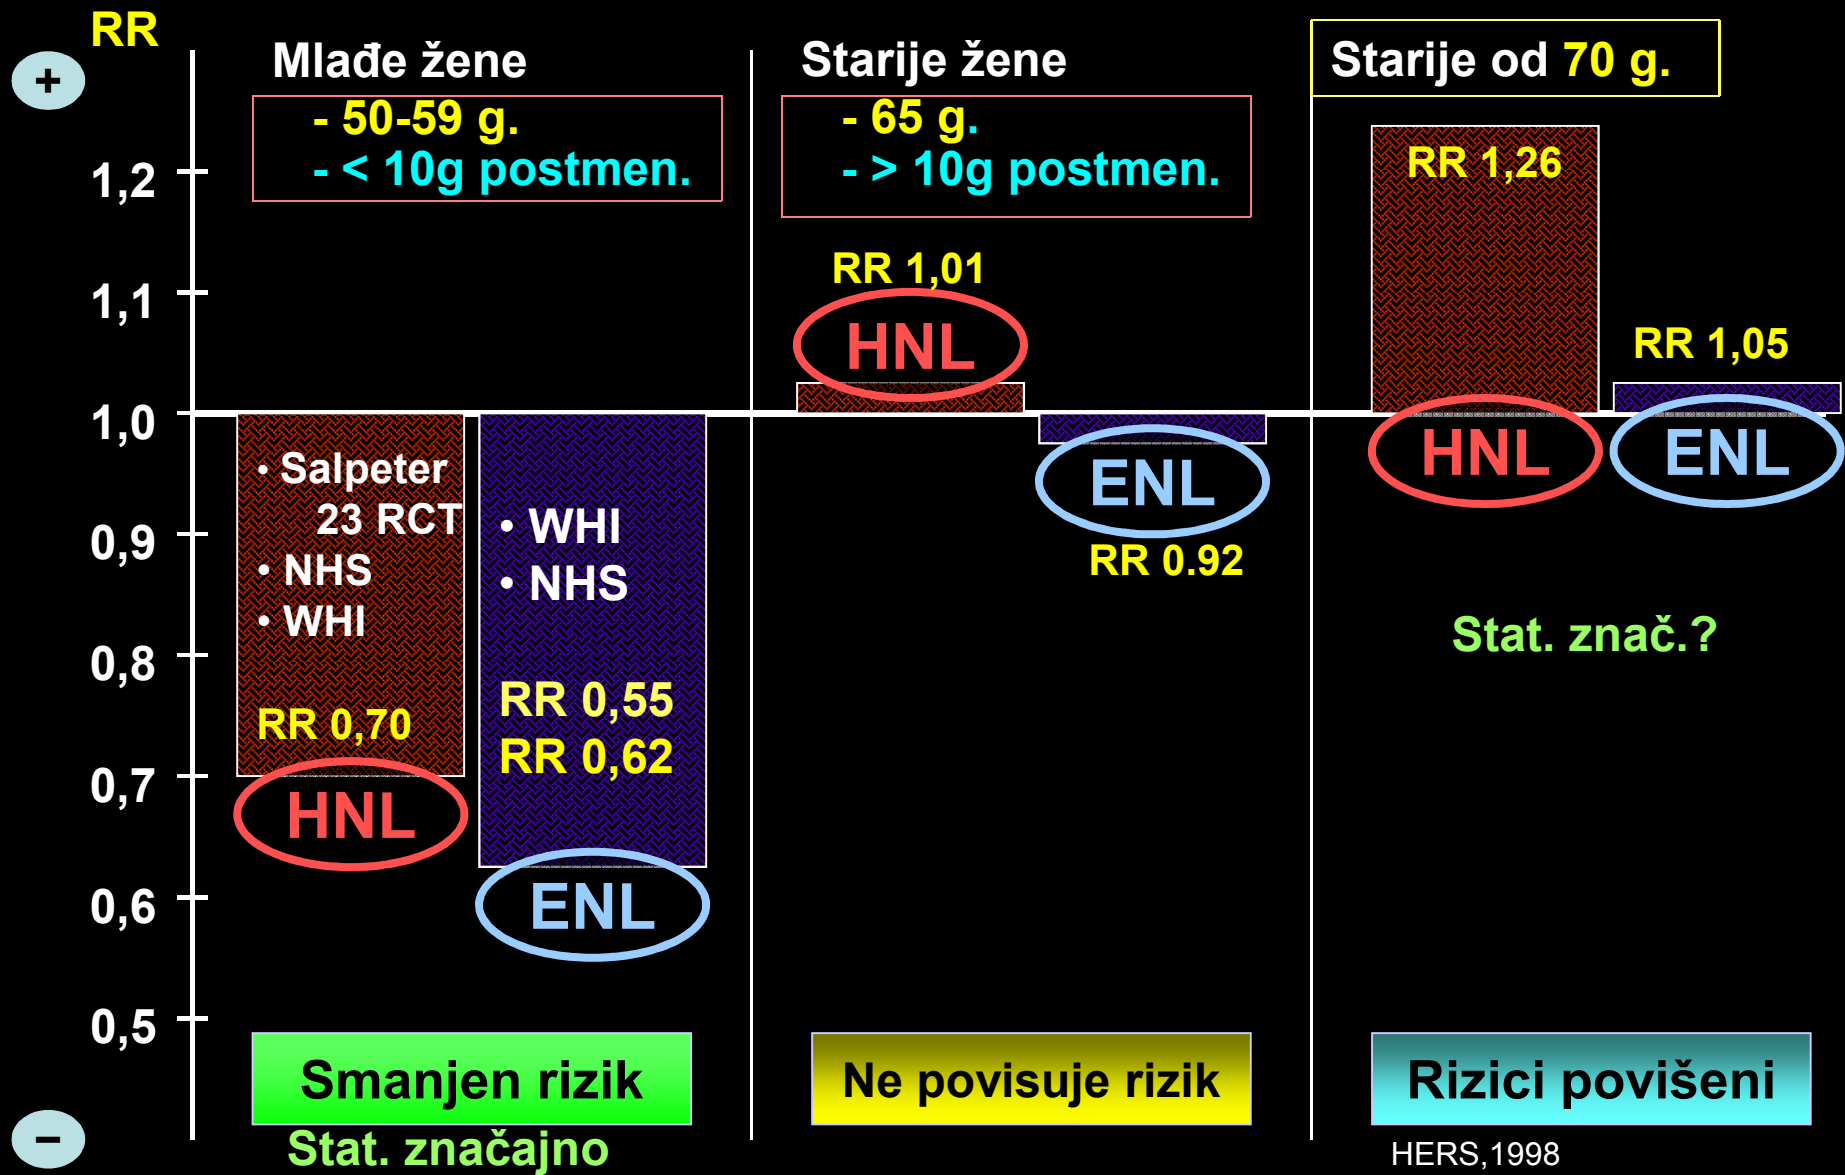 RR
+
1,2
1,1
1,0
0,9
0,8
0,7
0,6
0,5
−
Mlađe žene
- 50-59 g.
- < 10g postmen.
• Salpeter
23 RCT
• NHS
• WHI
RR 0,70
HNL
• WHI
• NHS
RR 0,55
RR 0,62
ENL
Smanjen rizik
Stat. značajno
Starije žene
- 65 g.
- > 10g postmen.
RR 1,01
HNL
ENL
RR 0.92
Ne povisuje rizik
Starije od 70 g.
RR 1,26
HNL
RR 1,05
ENL
Stat. znač.?
Rizici povišeni
HERS,1998